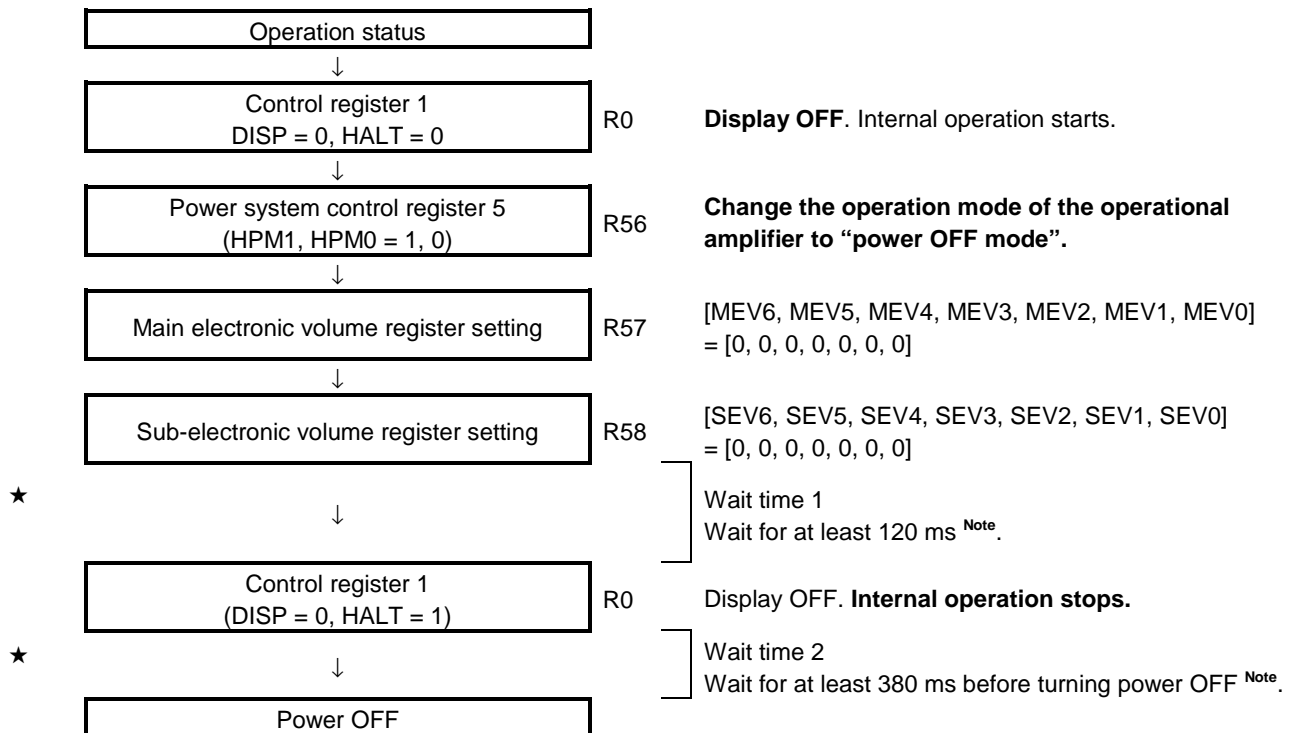 Operation status
↓
Control register 1
DISP = 0, HALT = 0
R0
Display OFF. Internal operation starts.
↓
Power system control register 5
(HPM1, HPM0 = 1, 0)
R56
Change the operation mode of the operational
amplifier to “power OFF mode”.
↓
Main electronic volume register setting
R57
[MEV6, MEV5, MEV4, MEV3, MEV2, MEV1, MEV0]
= [0, 0, 0, 0, 0, 0, 0]
↓
Sub-electronic volume register setting
R58
[SEV6, SEV5, SEV4, SEV3, SEV2, SEV1, SEV0]
= [0, 0, 0, 0, 0, 0, 0]
★
↓
Wait time 1
Wait for at least 120 ms Note.
Control register 1
(DISP = 0, HALT = 1)
R0
Display OFF. Internal operation stops.
★
↓
Wait time 2
Wait for at least 380 ms before turning power OFF Note.
Power OFF